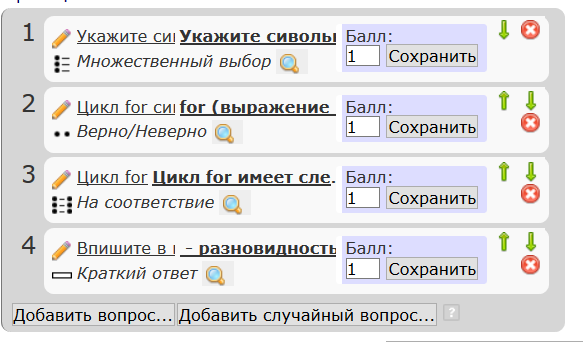 1 Укажите си Укажите сиволы Балл:
Множественный выбор 1 Сохранить
2 Цикл for си for (выражение Балл:
Верно/Неверно 1 Сохранить
3 Цикл for Цикл for имеет сле. Балл:
На соответствие 1 Сохранить
4 Впишите в - разновидность Балл:
Краткий ответ 1 Сохранить
Добавить вопрос... Добавить случайный вопрос... ?